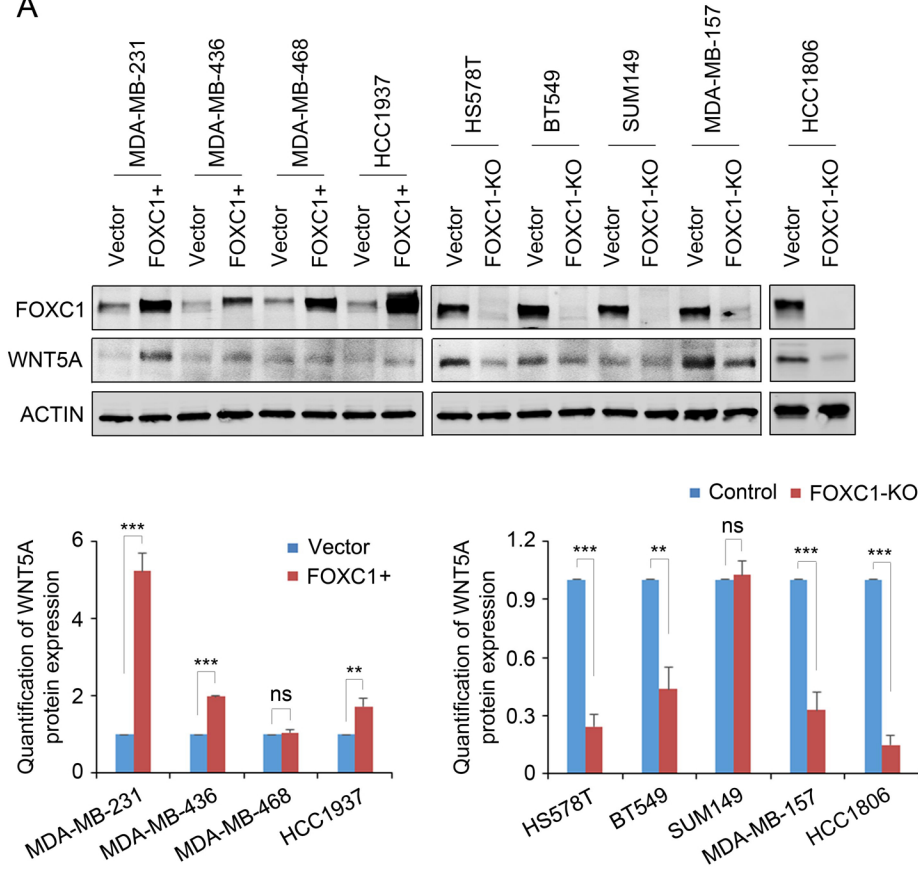 A
MDA-MB-231
MDA-MB-436
MDA-MB-468
HCC1937
HS578T
BT549
SUM149
MDA-MB-157
HCC1806
Vector
FOXC1+
Vector
FOXC1+
Vector
FOXC1+
Vector
FOXC1+
Vector
FOXC1-KO
Vector
FOXC1-KO
Vector
FOXC1-KO
Vector
FOXC1-KO
Vector
FOXC1-KO
FOXC1
WNT5A
ACTIN
Quantification of WNT5A
protein expression
6
4
2
0
Vector
FOXC1+
***
***
ns
**
MDA-MB-231
MDA-MB-436
MDA-MB-468
HCC1937
Control
FOXC1-KO
Quantification of WNT5A
protein expression
1.2
0.9
0.6
0.3
0
***
**
ns
***
***
HS578T
BT549
SUM149
MDA-MB-157
HCC1806